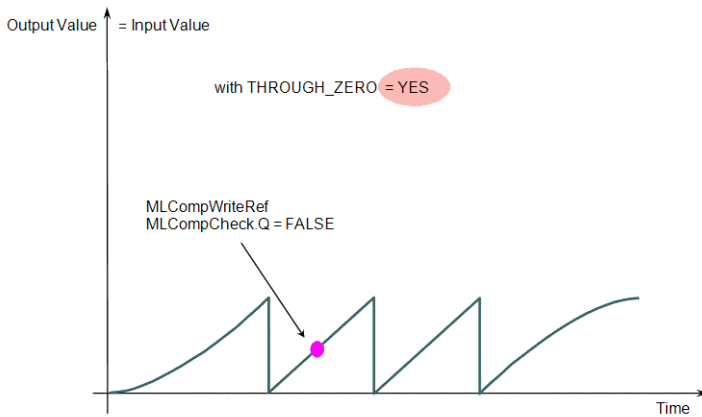 Output Value = Input Value
with THROUGH_ZERO = YES
MLCompWriteRef
MLCompCheck.Q = FALSE
Time